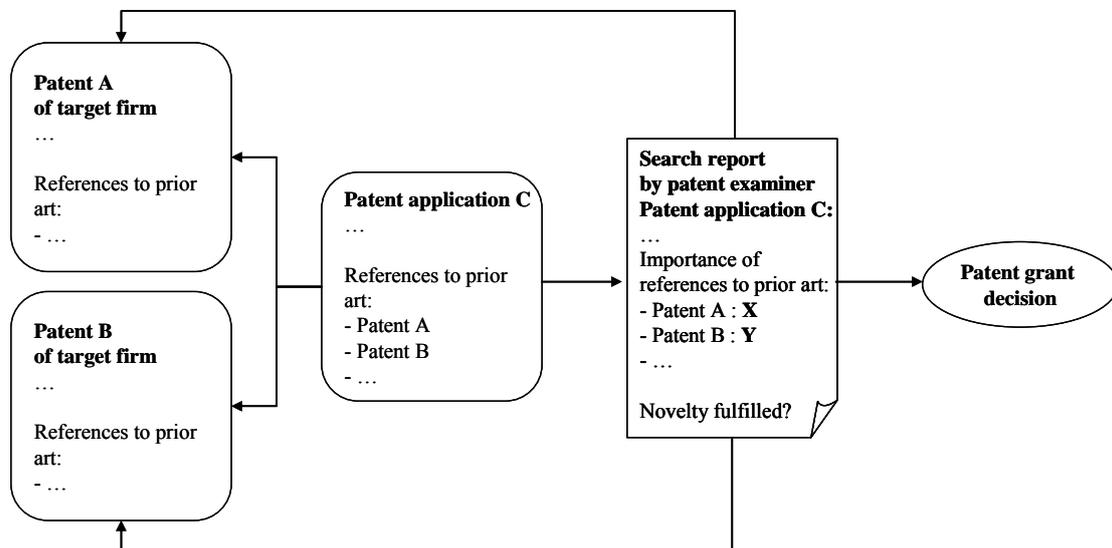 Patent A
of target firm
…
References to prior
art:
- …
Patent B
of target firm
…
References to prior
art:
- …
Patent application C
…
References to prior
art:
- Patent A
- Patent B
- …
Search report
by patent examiner
Patent application C:
…
Importance of
references to prior art:
- Patent A : X
- Patent B : Y
- …
Novelty fulfilled?
Patent grant
decision